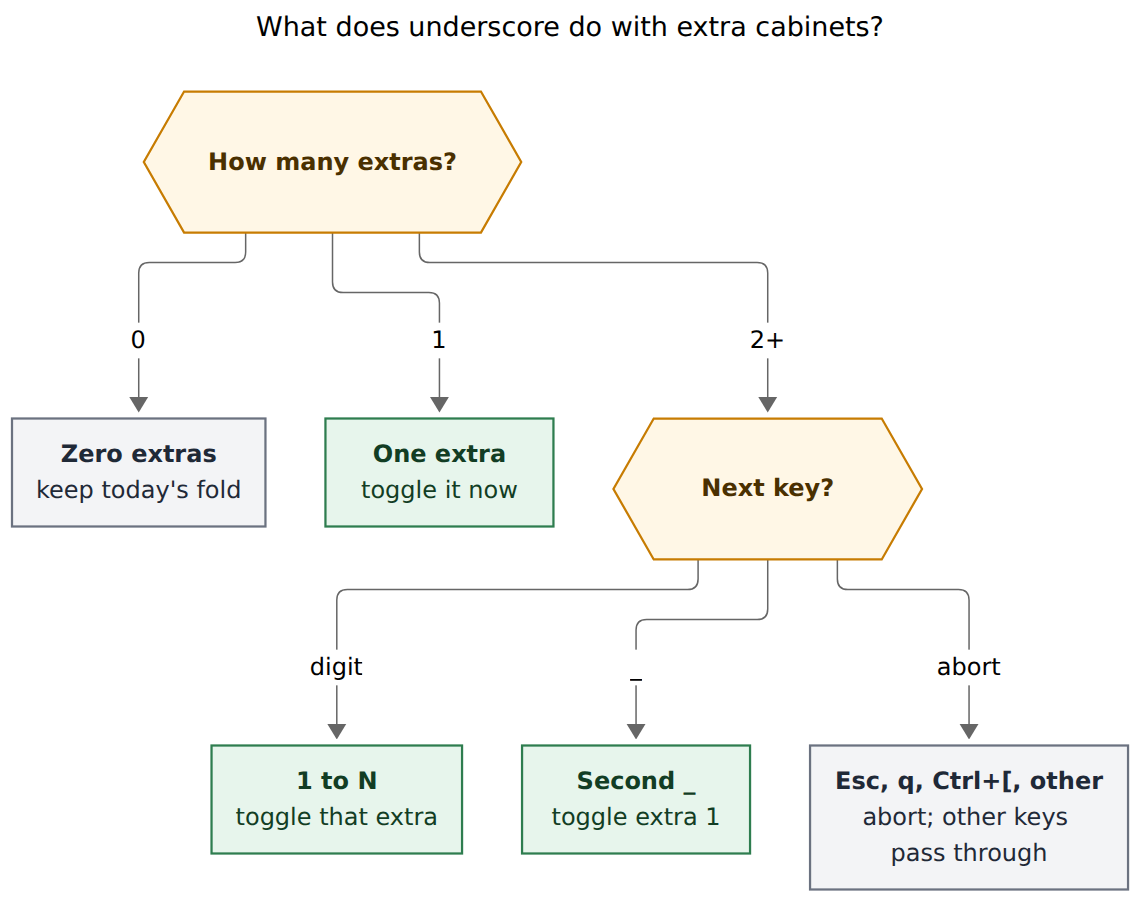 What does underscore do with extra cabinets?
How many extras?
0
1
2+
Zero extras
keep today's fold
One extra
toggle it now
Next key?
digit
_
abort
1 to N
toggle that extra
Second _
toggle extra 1
Esc, q, Ctrl+[, other
abort; other keys
pass through